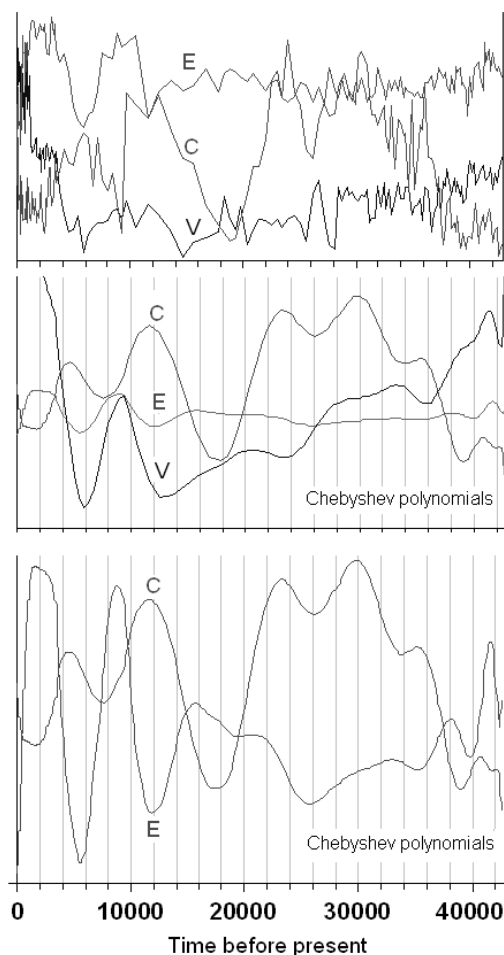 E
C
V
C
E
V
Chebyshev polynomials
C
E
Chebyshev polynomials
0 10000 20000 30000 40000
Time before present